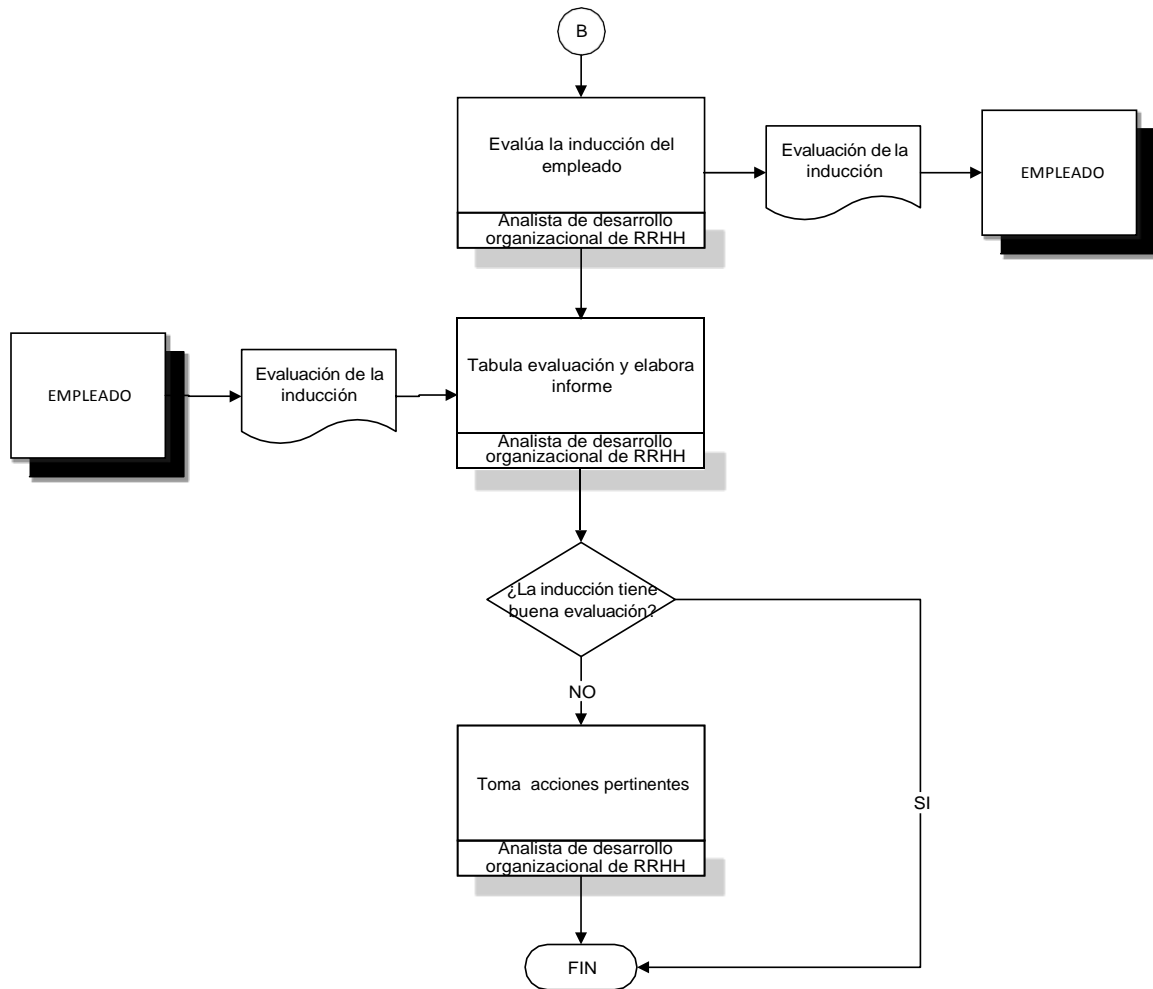 B
Evalúa la inducción del
empleado
Analista de desarrollo
organizacional de RRHH
Evaluación de la
inducción
EMPLEADO
EMPLEADO
Evaluación de la
inducción
Tabula evaluación y elabora
informe
Analista de desarrollo
organizacional de RRHH
¿La inducción tiene
buena evaluación?
NO
Toma acciones pertinentes
Analista de desarrollo
organizacional de RRHH
SI
FIN